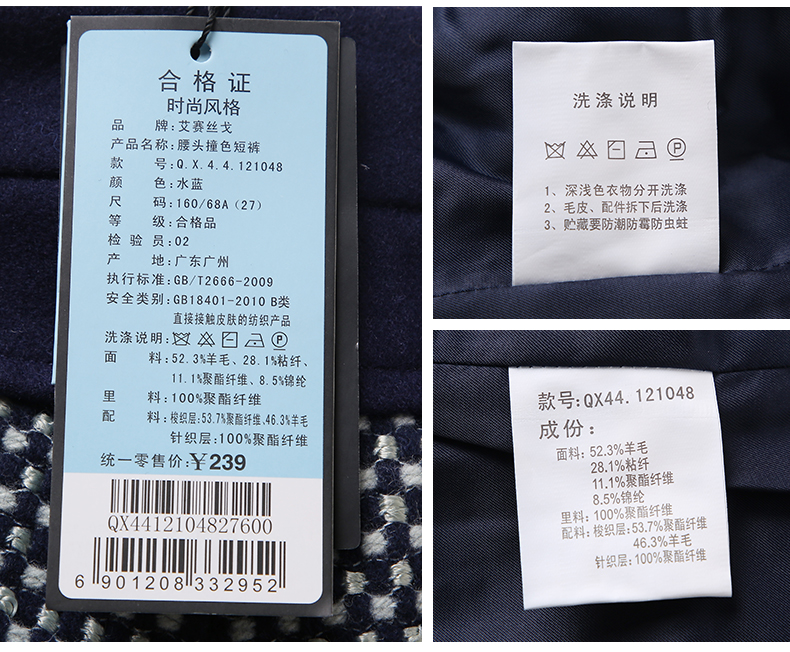 合格证
时尚风格
品牌:艾赛丝戈
产品名称:腰头撞色短裤
款号:Q.X.4.4.121048
颜色:水蓝
尺码:160/68A(27)
等级:合格品
检验员:02
产地:广东广州
执行标准:GB/T2666-2009
安全类别:GB18401-2010 B类
直接接触皮肤的纺织产品
洗涤说明:
面料:52.3%羊毛、28.1%粘纤、
11.1%聚酯纤维、8.5%锦纶
里料:100%聚酯纤维
配料:梭织层:53.7%聚酯纤维、46.3%羊毛
针织层:100%聚酯纤维
统一零售价:¥239
QX4412104827600
6 901208 332952
洗涤说明
1、深浅色衣物分开洗涤
2、毛皮、配件拆下后洗涤
3、贮藏要防潮防霉防虫蛀
款号:QX44.121048
成份:
面料:52.3%羊毛
28.1%粘纤
11.1%聚酯纤维
8.5%锦纶
里料:100%聚酯纤维
配料:梭织层:53.7%聚酯纤维
46.3%羊毛
针织层:100%聚酯纤维